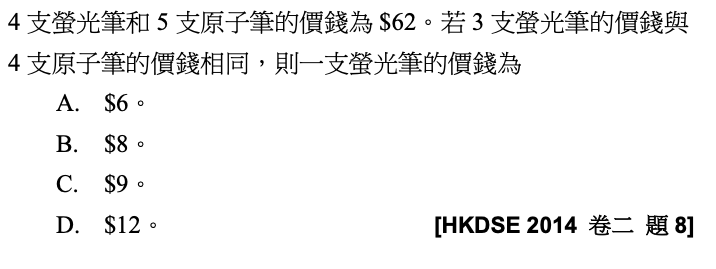 4 支螢光筆和 5 支原子筆的價錢為 $62。若 3 支螢光筆的價錢與
4 支原子筆的價錢相同，則一支螢光筆的價錢為
A. $6。
B. $8。
C. $9。
D. $12。
[HKDSE 2014 卷二 題 8]